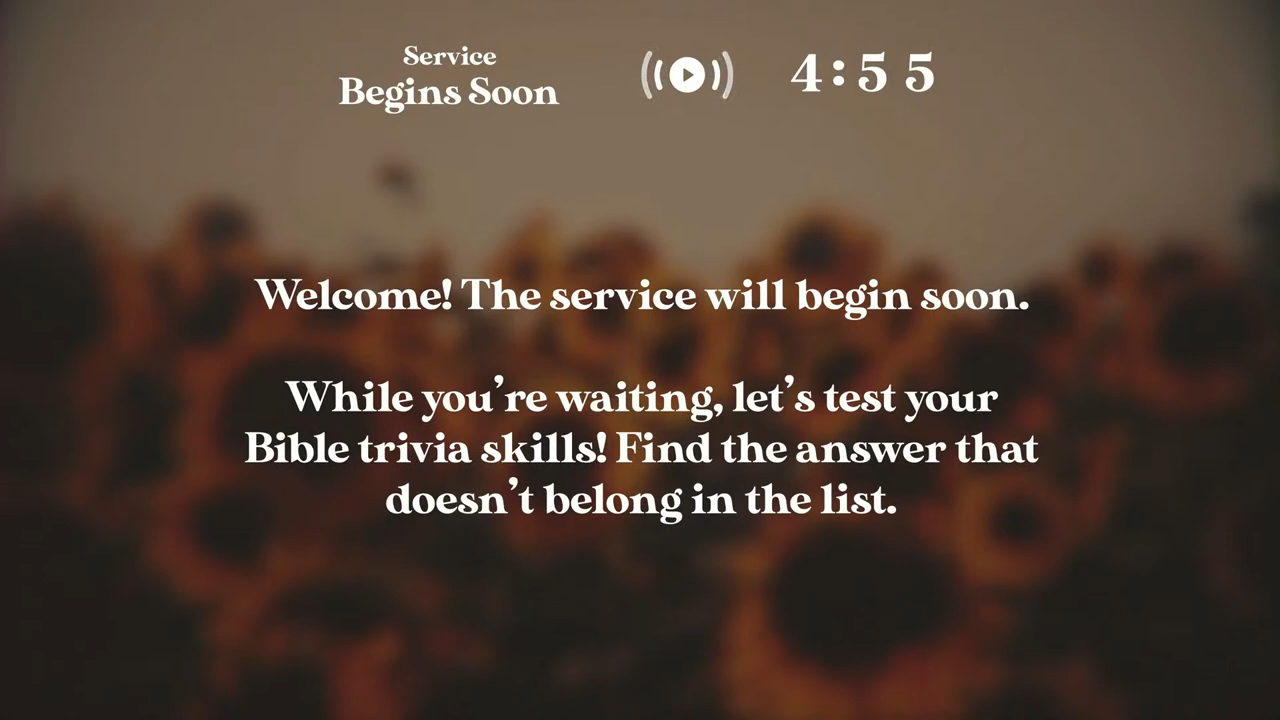 Service
Begins Soon
4:55
Welcome! The service will begin soon.
While you’re waiting, let’s test your
Bible trivia skills! Find the answer that
doesn’t belong in the list.